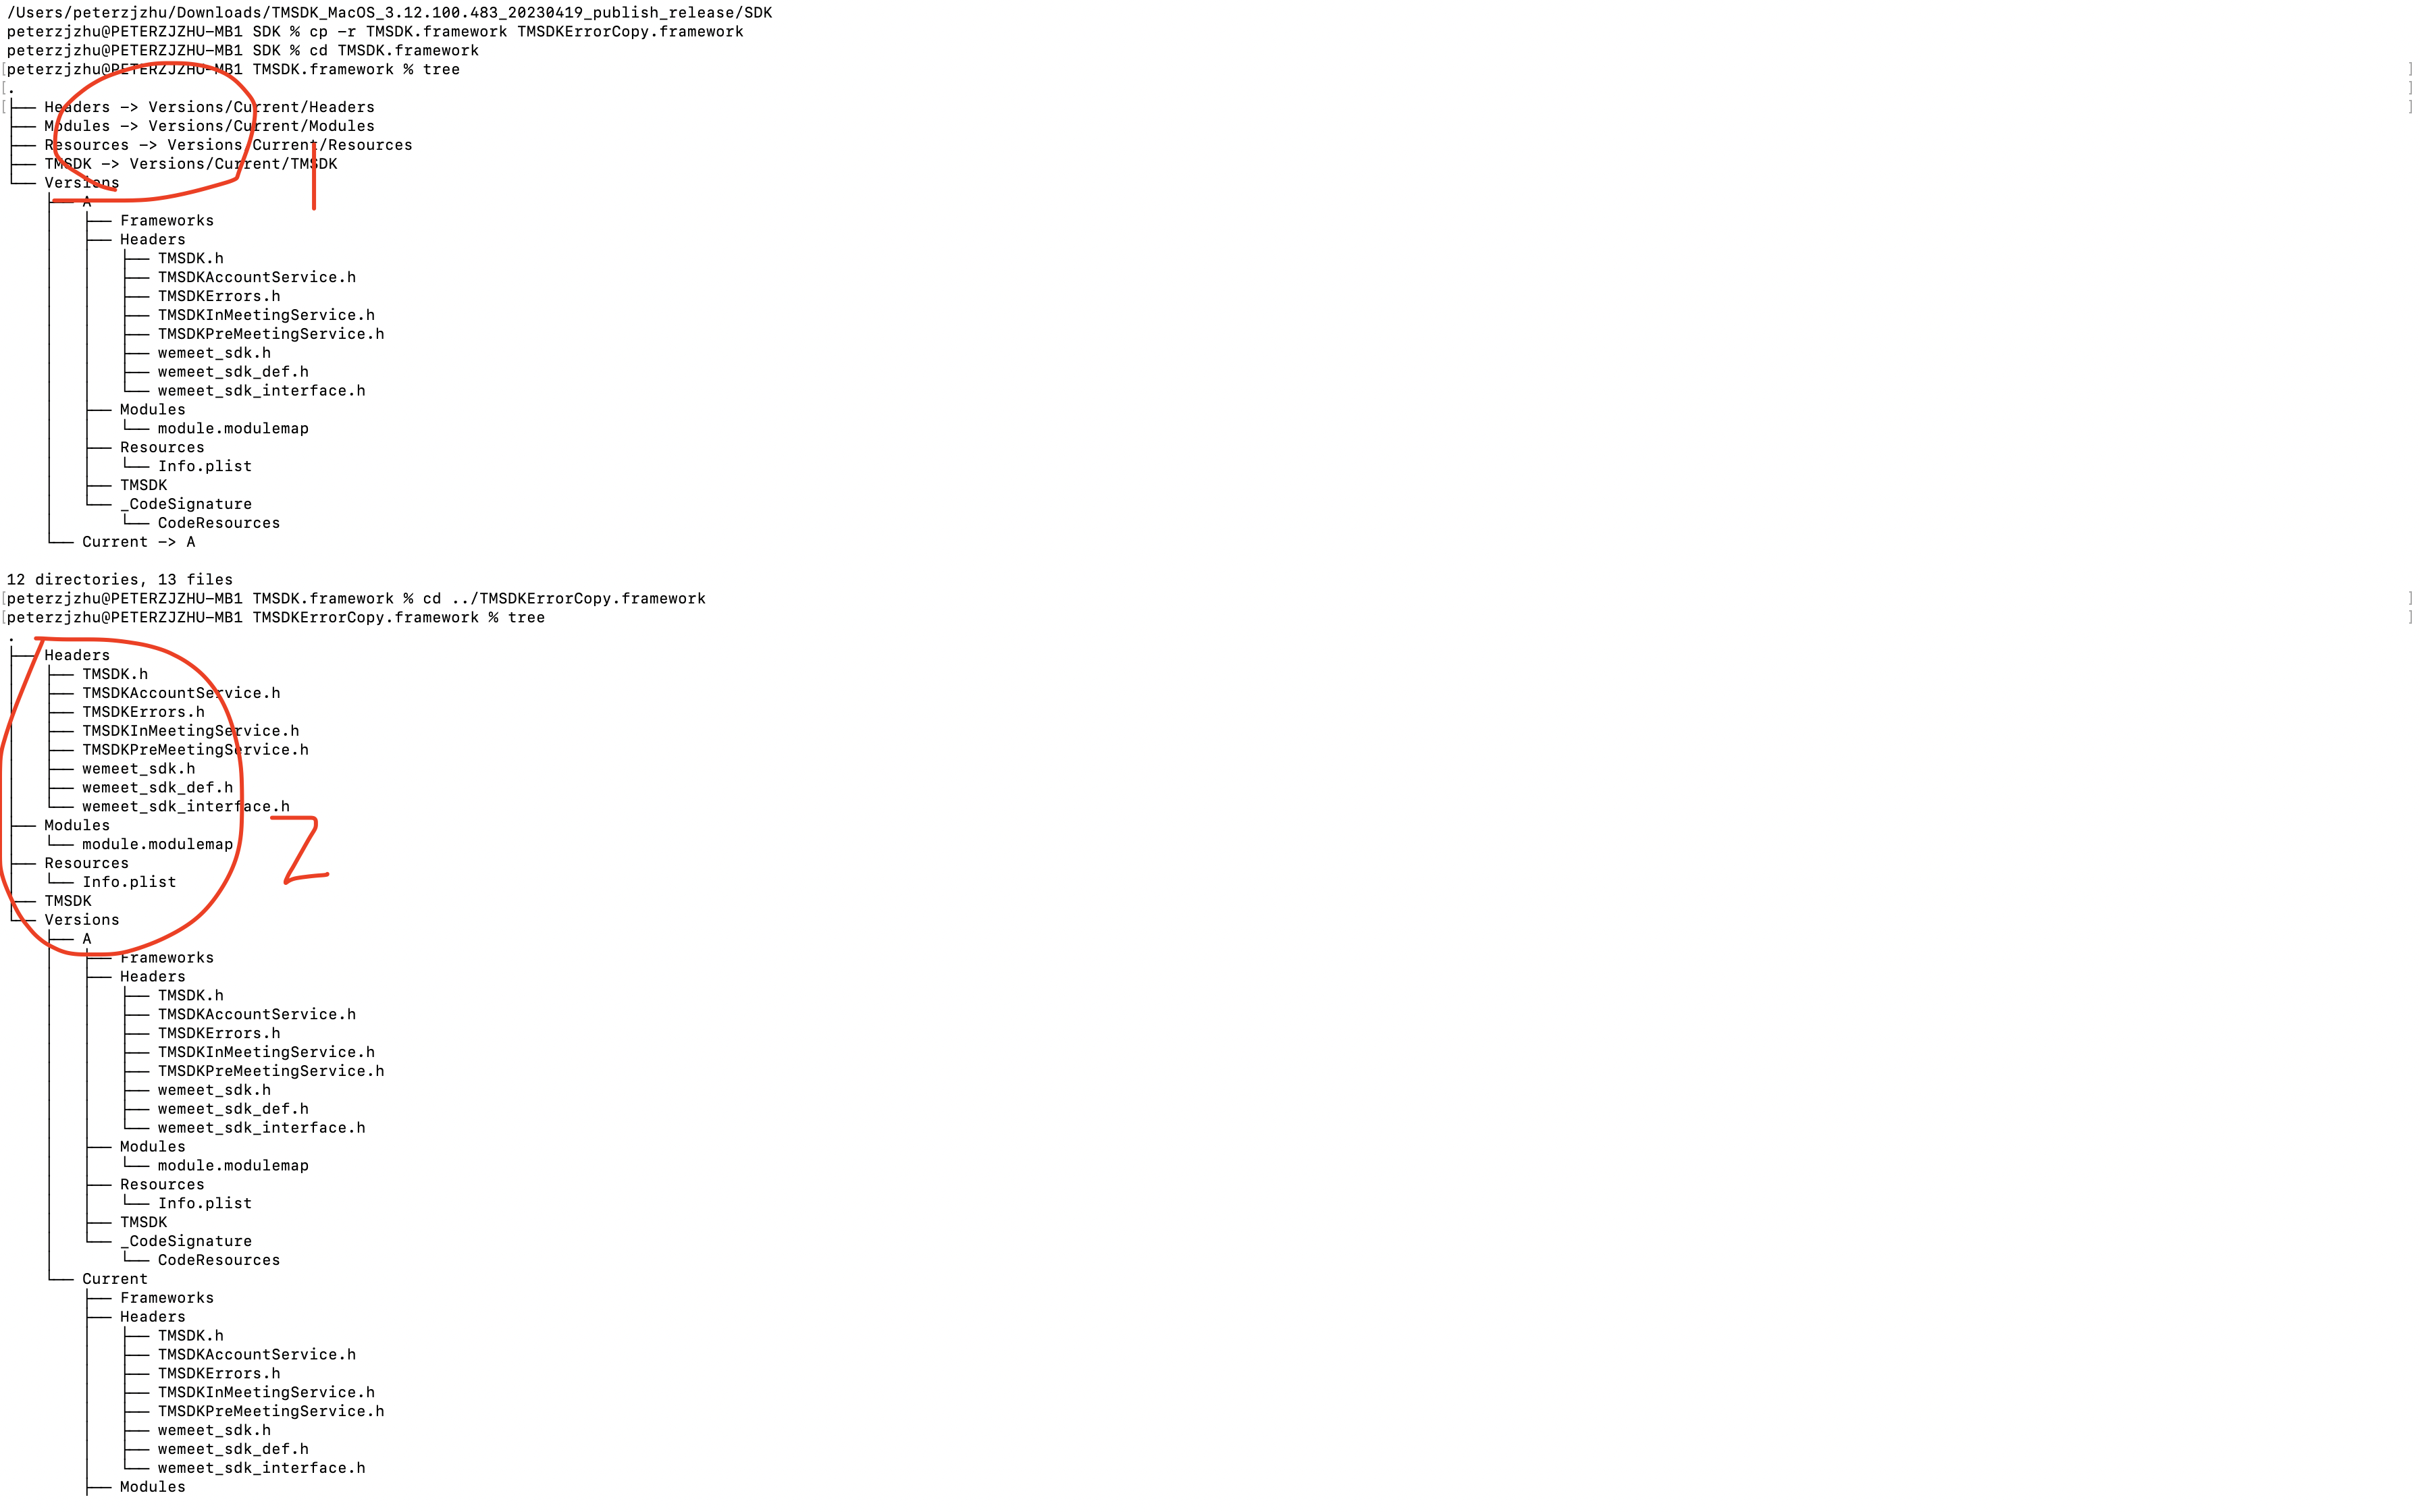 /Users/peterzjzhu/Downloads/TMSDK_MacOS_3.12.100.483_20230419_publish_release/SDK
peterzjzhu@PETERZJZHU-MB1 SDK % cp -r TMSDK.framework TMSDKErrorCopy.framework
peterzjzhu@PETERZJZHU-MB1 SDK % cd TMSDK.framework
[peterzjzhu@PETERZJZHU-MB1 TMSDK.framework % tree ]
[. ]
[├── Headers -> Versions/Current/Headers ]
├── Modules -> Versions/Current/Modules
├── Resources -> Versions/Current/Resources
├── TMSDK -> Versions/Current/TMSDK
└── Versions
    ├── A
    │   ├── Frameworks
    │   ├── Headers
    │   │   ├── TMSDK.h
    │   │   ├── TMSDKAccountService.h
    │   │   ├── TMSDKErrors.h
    │   │   ├── TMSDKInMeetingService.h
    │   │   ├── TMSDKPreMeetingService.h
    │   │   ├── wemeet_sdk.h
    │   │   ├── wemeet_sdk_def.h
    │   │   └── wemeet_sdk_interface.h
    │   ├── Modules
    │   │   └── module.modulemap
    │   ├── Resources
    │   │   └── Info.plist
    │   ├── TMSDK
    │   └── _CodeSignature
    │       └── CodeResources
    └── Current -> A
1
12 directories, 13 files
[peterzjzhu@PETERZJZHU-MB1 TMSDK.framework % cd ../TMSDKErrorCopy.framework ]
[peterzjzhu@PETERZJZHU-MB1 TMSDKErrorCopy.framework % tree ]
.
├── Headers
│   ├── TMSDK.h
│   ├── TMSDKAccountService.h
│   ├── TMSDKErrors.h
│   ├── TMSDKInMeetingService.h
│   ├── TMSDKPreMeetingService.h
│   ├── wemeet_sdk.h
│   ├── wemeet_sdk_def.h
│   └── wemeet_sdk_interface.h
├── Modules
│   └── module.modulemap
├── Resources
│   └── Info.plist
├── TMSDK
└── Versions
2
    ├── A
    │   ├── Frameworks
    │   ├── Headers
    │   │   ├── TMSDK.h
    │   │   ├── TMSDKAccountService.h
    │   │   ├── TMSDKErrors.h
    │   │   ├── TMSDKInMeetingService.h
    │   │   ├── TMSDKPreMeetingService.h
    │   │   ├── wemeet_sdk.h
    │   │   ├── wemeet_sdk_def.h
    │   │   └── wemeet_sdk_interface.h
    │   ├── Modules
    │   │   └── module.modulemap
    │   ├── Resources
    │   │   └── Info.plist
    │   ├── TMSDK
    │   └── _CodeSignature
    │       └── CodeResources
    └── Current
        ├── Frameworks
        ├── Headers
        │   ├── TMSDK.h
        │   ├── TMSDKAccountService.h
        │   ├── TMSDKErrors.h
        │   ├── TMSDKInMeetingService.h
        │   ├── TMSDKPreMeetingService.h
        │   ├── wemeet_sdk.h
        │   ├── wemeet_sdk_def.h
        │   └── wemeet_sdk_interface.h
        ├── Modules